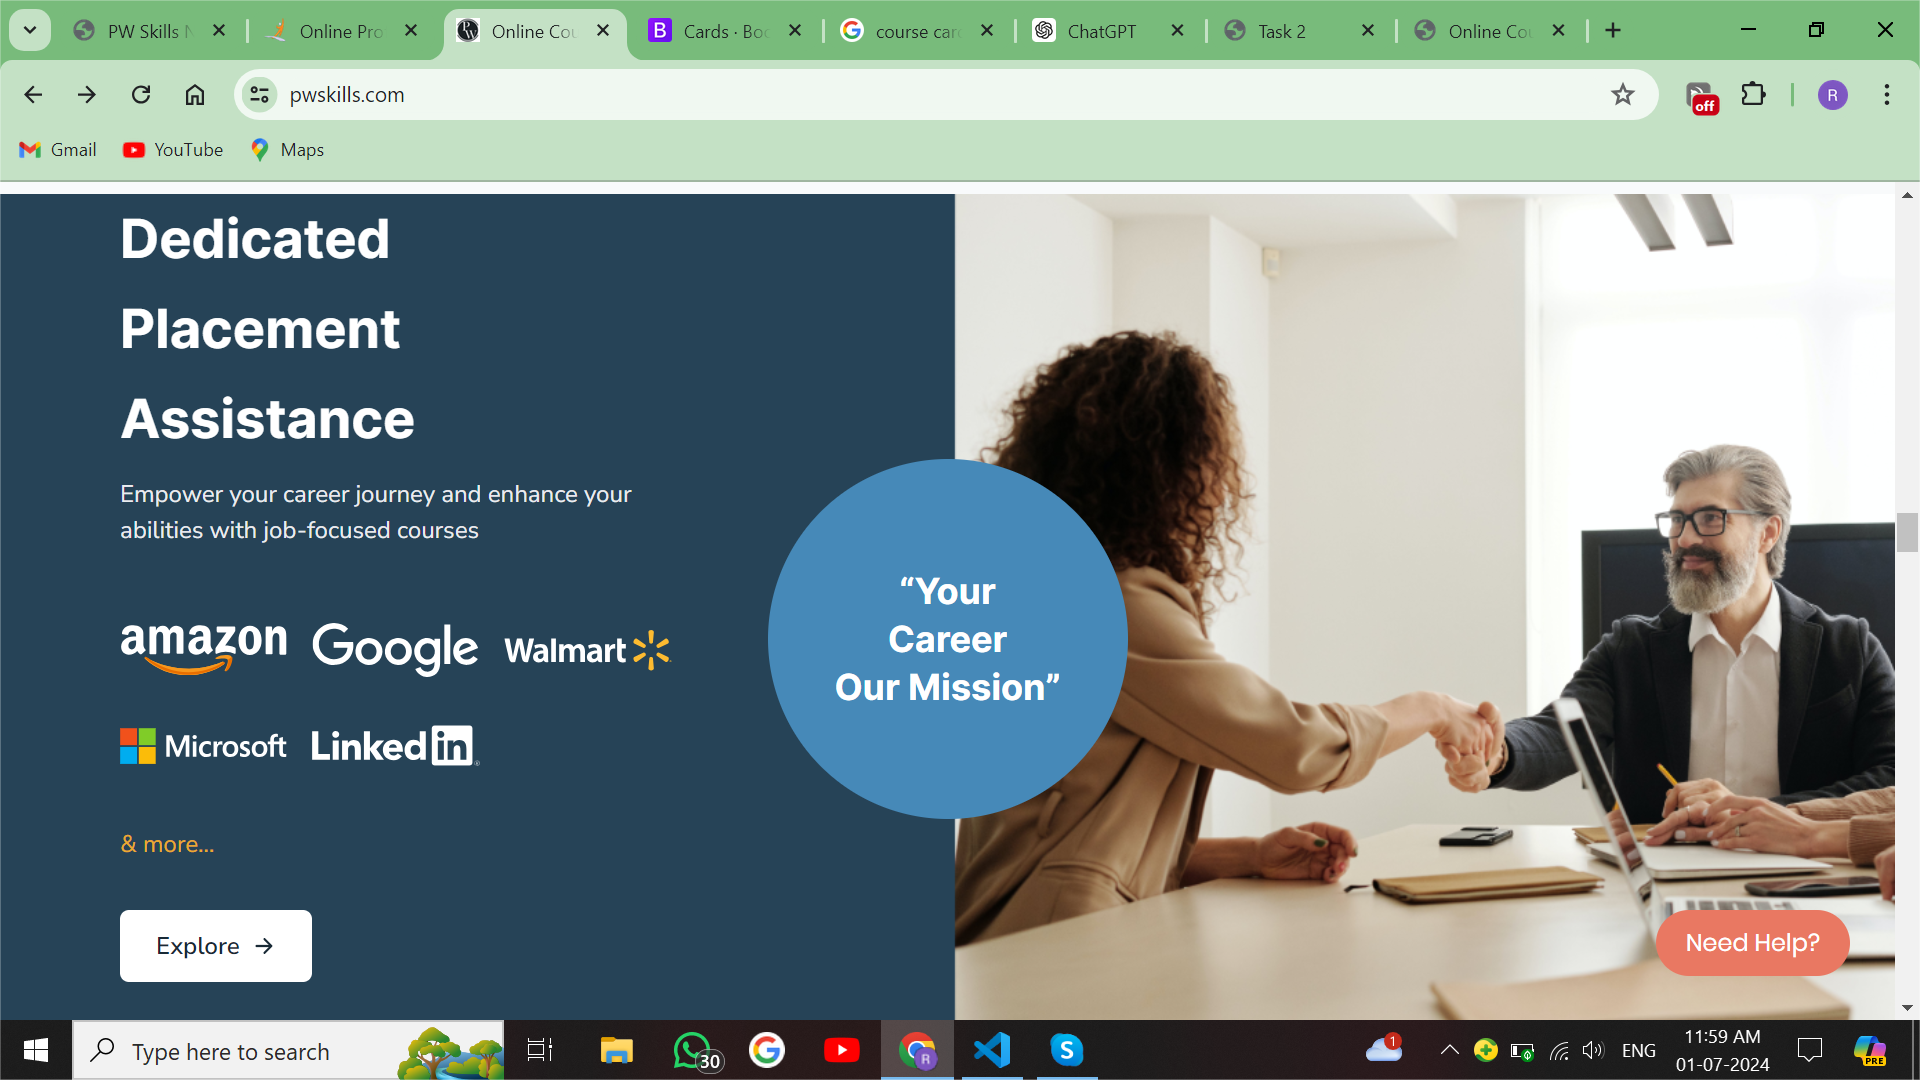 PW Skills
Online Pro
Online Cou
B
Cards · Boo
course car
ChatGPT
Task 2
Online Cou
pwskills.com
off
R
Gmail
YouTube
Maps
Dedicated
Placement
Assistance
Empower your career journey and enhance your
abilities with job-focused courses
amazon Google Walmart
Microsoft Linked in
& more...
Explore →
“Your
Career
Our Mission”
Need Help?
Type here to search
30
R
S
1
ENG
11:59 AM
01-07-2024
PRE